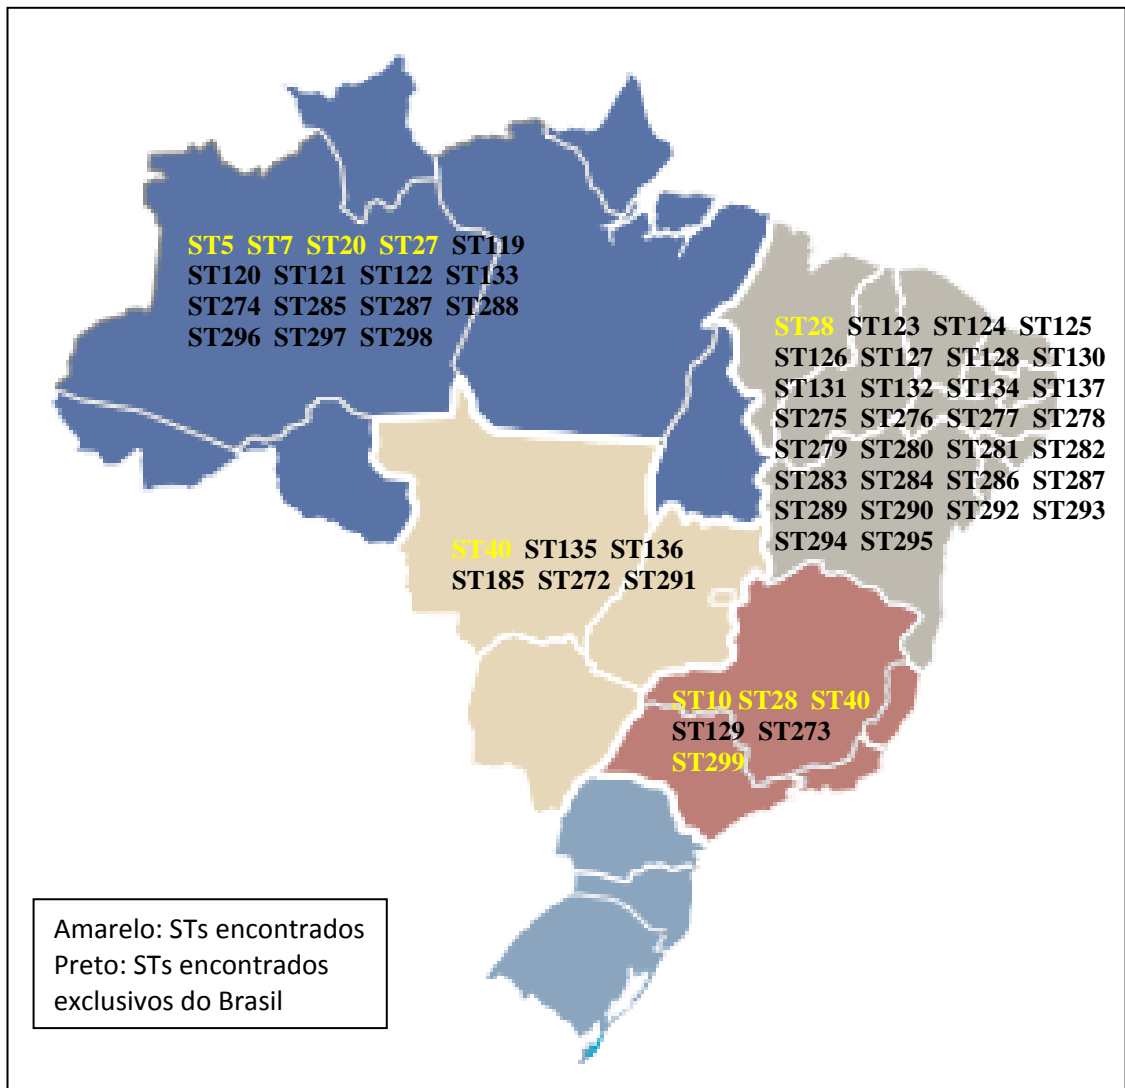 ST5 ST7 ST20 ST27 ST119
ST120 ST121 ST122 ST133
ST274 ST285 ST287 ST288
ST296 ST297 ST298
ST28 ST123 ST124 ST125
ST126 ST127 ST128 ST130
ST131 ST132 ST134 ST137
ST275 ST276 ST277 ST278
ST279 ST280 ST281 ST282
ST283 ST284 ST286 ST287
ST289 ST290 ST292 ST293
ST294 ST295
ST40 ST135 ST136
ST185 ST272 ST291
ST10 ST28 ST40
ST129 ST273
ST299
Amarelo: STs encontrados
Preto: STs encontrados
exclusivos do Brasil